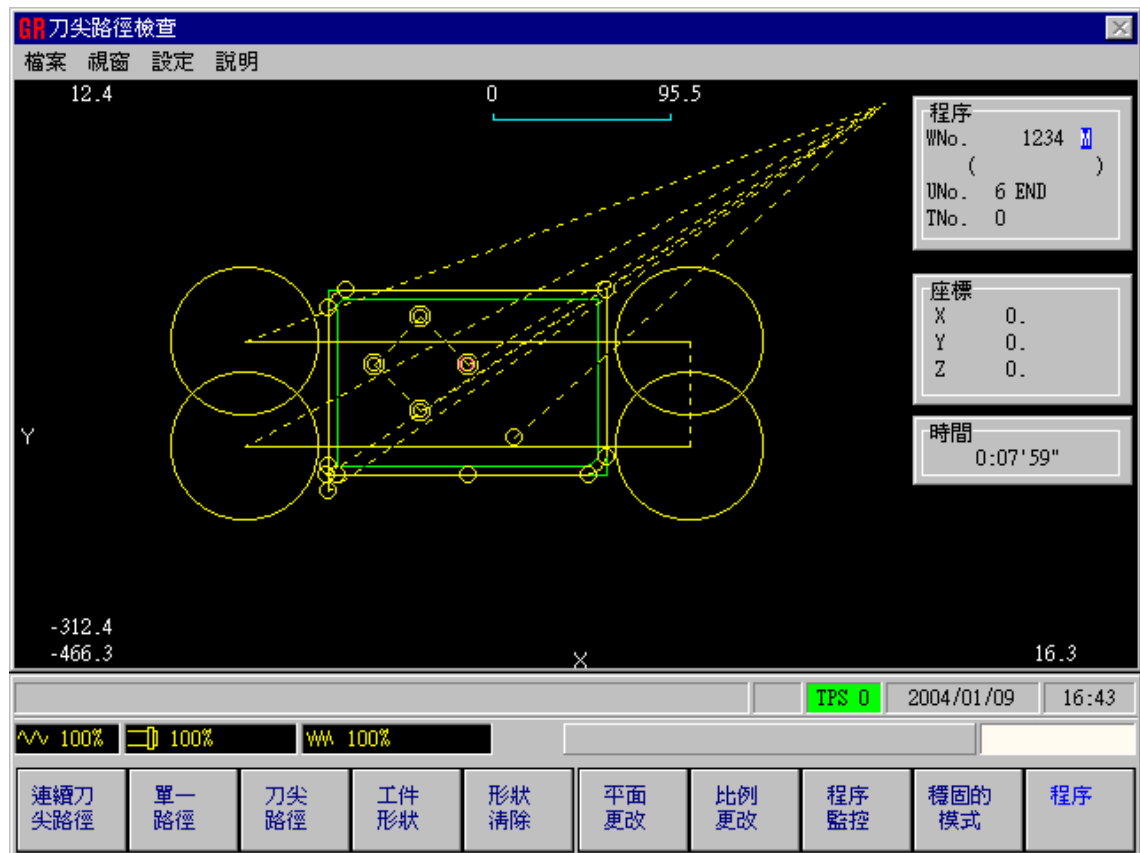 GR 刀尖路徑檢查
檔案 視窗 設定 說明
12.4 0 95.5
程序
WNo. 1234 M
( )
UNo. 6 END
TNo. 0
座標
X 0.
Y 0.
Z 0.
時間
0:07'59"
Y
-312.4
-466.3 X 16.3
TPS 0 2004/01/09 16:43
100% 100% 100%
連續刀尖路徑
單一路徑
刀尖路徑
工件形狀
形狀清除
平面更改
比例更改
程序監控
穩固的模式
程序